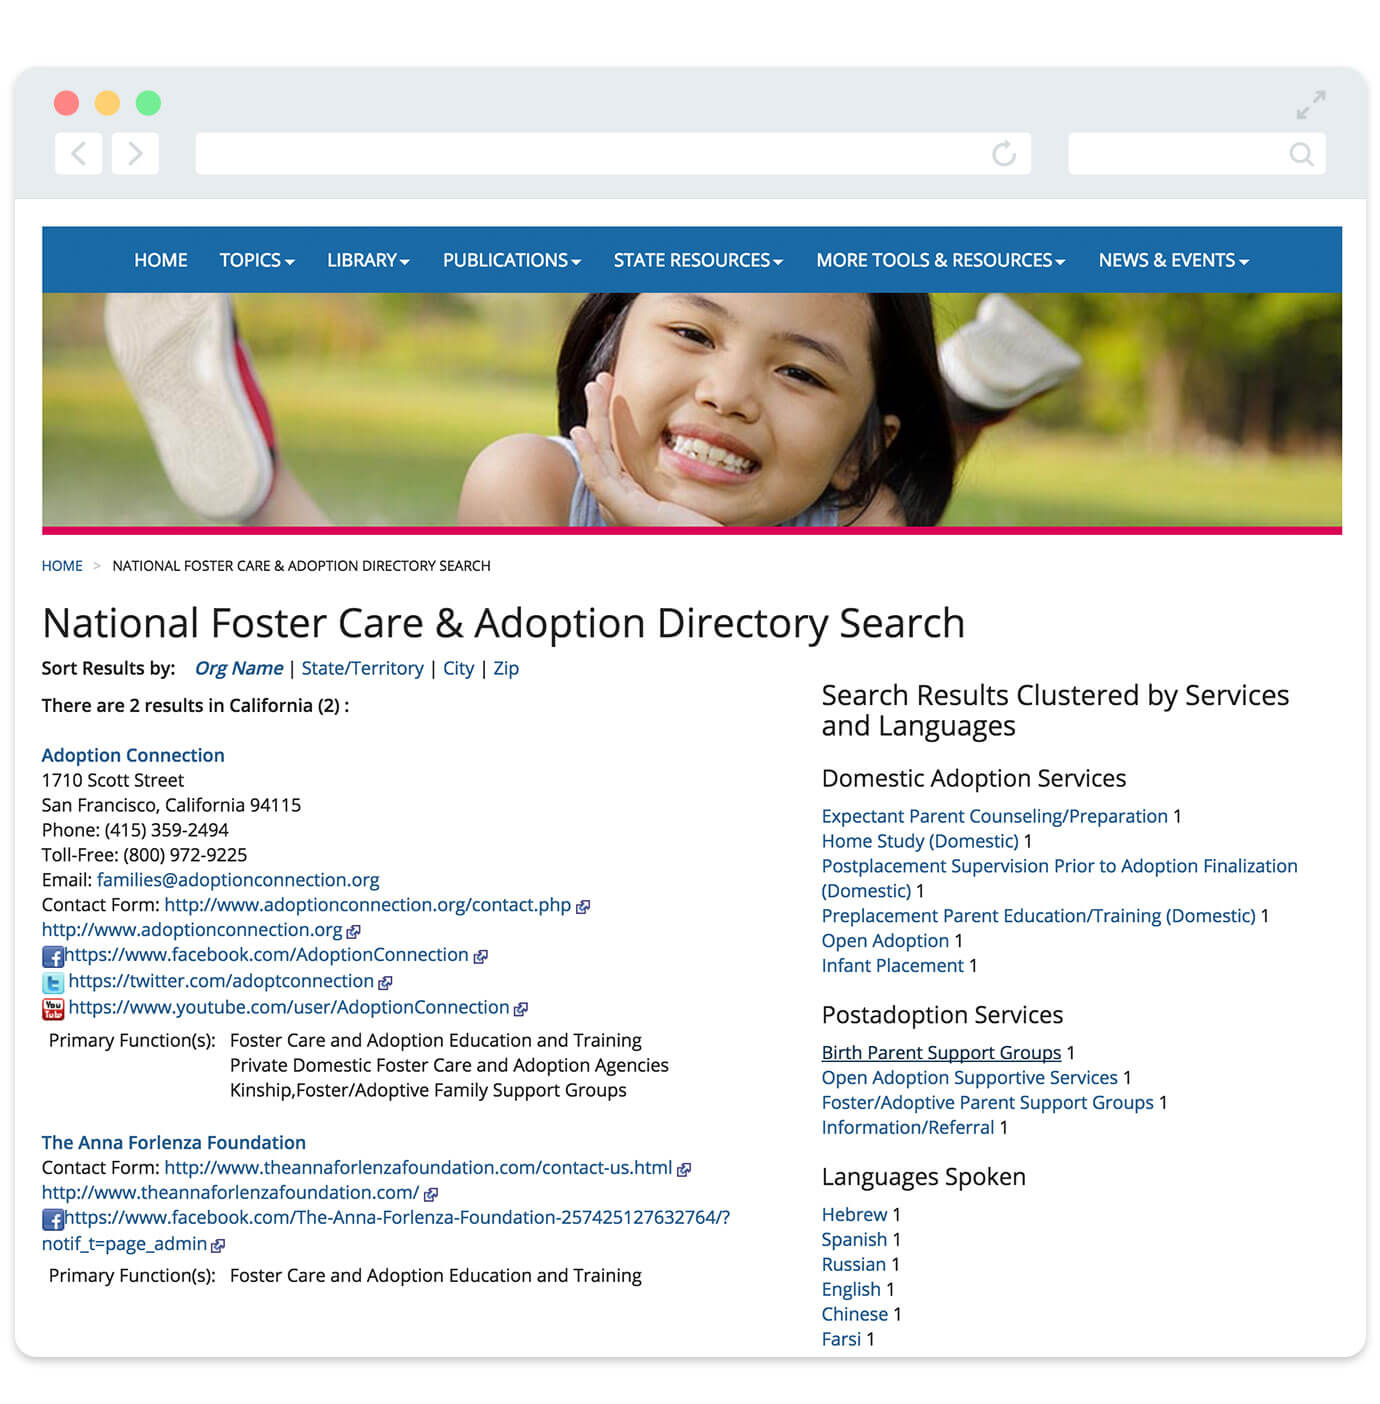 HOME TOPICS LIBRARY PUBLICATIONS STATE RESOURCES MORE TOOLS & RESOURCES NEWS & EVENTS
HOME > NATIONAL FOSTER CARE & ADOPTION DIRECTORY SEARCH
National Foster Care & Adoption Directory Search
Sort Results by: Org Name | State/Territory | City | Zip
There are 2 results in California (2) :
Adoption Connection
1710 Scott Street
San Francisco, California 94115
Phone: (415) 359-2494
Toll-Free: (800) 972-9225
Email: families@adoptionconnection.org
Contact Form: http://www.adoptionconnection.org/contact.php
http://www.adoptionconnection.org
f https://www.facebook.com/AdoptionConnection
t https://twitter.com/adoptconnection
You Tube https://www.youtube.com/user/AdoptionConnection
Primary Function(s): Foster Care and Adoption Education and Training
Private Domestic Foster Care and Adoption Agencies
Kinship,Foster/Adoptive Family Support Groups
The Anna Forlenza Foundation
Contact Form: http://www.theannaforlenzafoundation.com/contact-us.html
http://www.theannaforlenzafoundation.com/
f https://www.facebook.com/The-Anna-Forlenza-Foundation-257425127632764/?
notif_t=page_admin
Primary Function(s): Foster Care and Adoption Education and Training
Search Results Clustered by Services
and Languages
Domestic Adoption Services
Expectant Parent Counseling/Preparation 1
Home Study (Domestic) 1
Postplacement Supervision Prior to Adoption Finalization
(Domestic) 1
Preplacement Parent Education/Training (Domestic) 1
Open Adoption 1
Infant Placement 1
Postadoption Services
Birth Parent Support Groups 1
Open Adoption Supportive Services 1
Foster/Adoptive Parent Support Groups 1
Information/Referral 1
Languages Spoken
Hebrew 1
Spanish 1
Russian 1
English 1
Chinese 1
Farsi 1